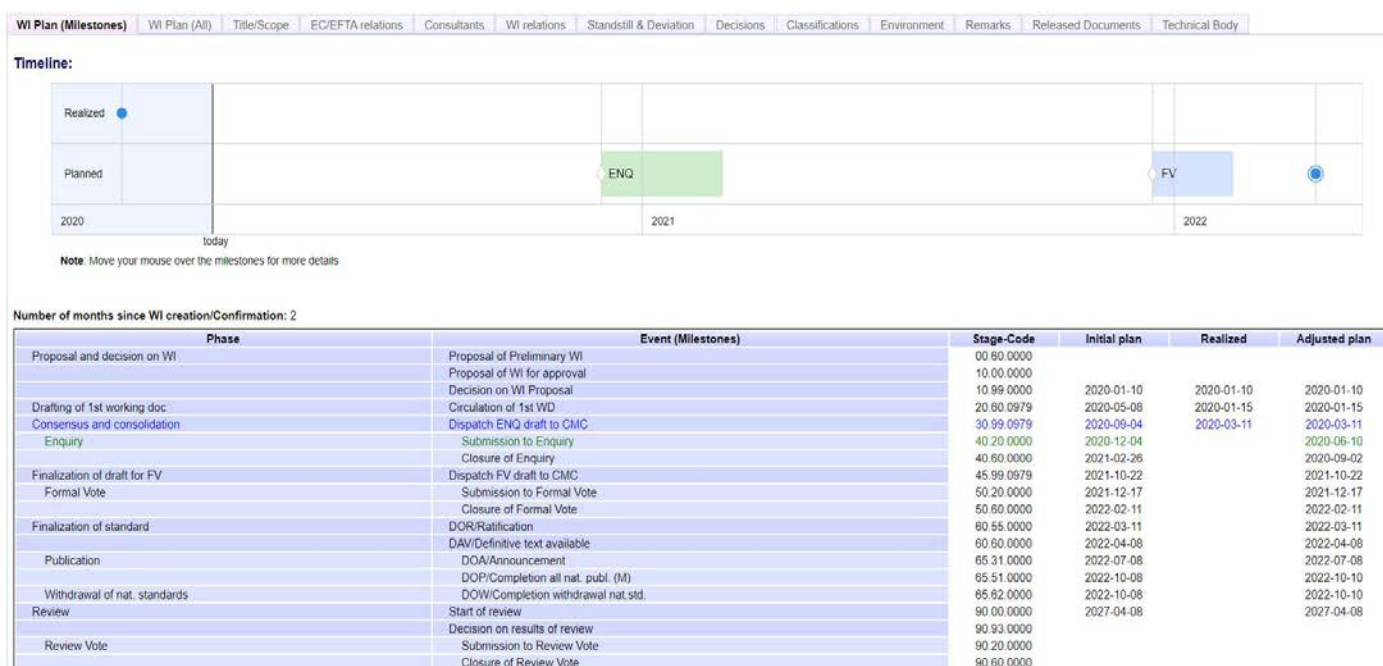 WI Plan (Milestones) WI Plan (All) Title/Scope EC/EFTA relations Consultants WI relations Standstill & Deviation Decisions Classifications Environment Remarks Released Documents Technical Body
Timeline:
Realized
Planned ENQ FV
2020 2021 2022
today
Note: Move your mouse over the milestones for more details
Number of months since WI creation/Confirmation: 2
Phase Event (Milestones) Stage-Code Initial plan Realized Adjusted plan
Proposal and decision on WI Proposal of Preliminary WI 00.60.0000
Proposal of WI for approval 10.00.0000
Decision on WI Proposal 10.99.0000 2020-01-10 2020-01-10 2020-01-10
Drafting of 1st working doc Circulation of 1st WD 20.60.0979 2020-05-08 2020-01-15 2020-01-15
Consensus and consolidation Dispatch ENQ draft to CMC 30.99.0979 2020-09-04 2020-03-11 2020-03-11
Enquiry Submission to Enquiry 40.20.0000 2020-12-04 2020-06-10
Closure of Enquiry 40.60.0000 2021-02-26 2020-09-02
Finalization of draft for FV Dispatch FV draft to CMC 45.99.0979 2021-10-22 2021-10-22
Formal Vote Submission to Formal Vote 50.20.0000 2021-12-17 2021-12-17
Closure of Formal Vote 50.60.0000 2022-02-11 2022-02-11
Finalization of standard DOR/Ratification 60.55.0000 2022-03-11 2022-03-11
DAV/Definitive text available 60.60.0000 2022-04-08 2022-04-08
Publication DOA/Announcement 65.31.0000 2022-07-08 2022-07-08
DOP/Completion all nat. publ. (M) 65.51.0000 2022-10-08 2022-10-10
Withdrawal of nat. standards DOW/Completion withdrawal nat.std. 65.62.0000 2022-10-08 2022-10-10
Review Start of review 90.00.0000 2027-04-08 2027-04-08
Decision on results of review 90.93.0000
Review Vote Submission to Review Vote 90.20.0000
Closure of Review Vote 90.60.0000